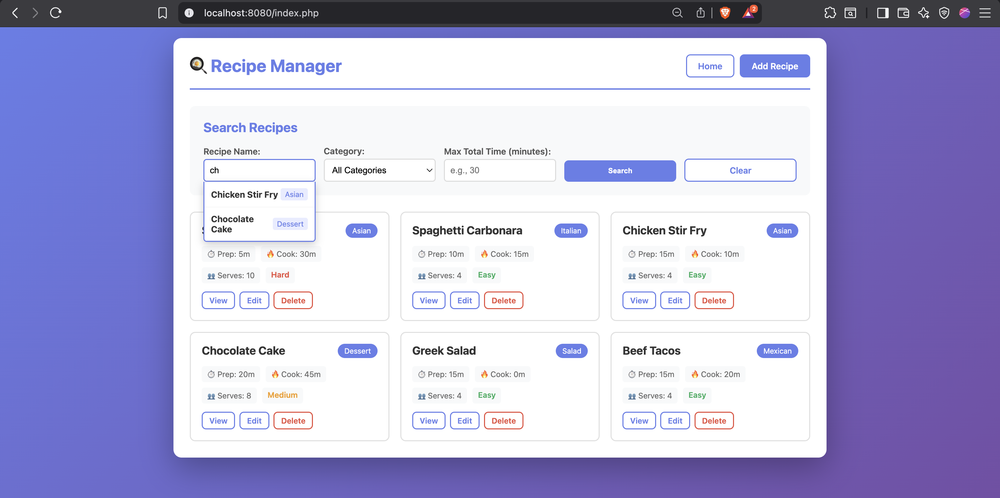 localhost:8080/index.php
2
Recipe Manager
Home
Add Recipe
Search Recipes
Recipe Name:
Category:
Max Total Time (minutes):
ch
All Categories
e.g., 30
Search
Clear
Chicken Stir Fry Asian
Chocolate Cake Dessert
Asian
Prep: 5m
Cook: 30m
Serves: 10
Hard
View
Edit
Delete
Spaghetti Carbonara
Italian
Prep: 10m
Cook: 15m
Serves: 4
Easy
View
Edit
Delete
Chicken Stir Fry
Asian
Prep: 15m
Cook: 10m
Serves: 4
Easy
View
Edit
Delete
Chocolate Cake
Dessert
Prep: 20m
Cook: 45m
Serves: 8
Medium
View
Edit
Delete
Greek Salad
Salad
Prep: 15m
Cook: 0m
Serves: 4
Easy
View
Edit
Delete
Beef Tacos
Mexican
Prep: 15m
Cook: 20m
Serves: 4
Easy
View
Edit
Delete